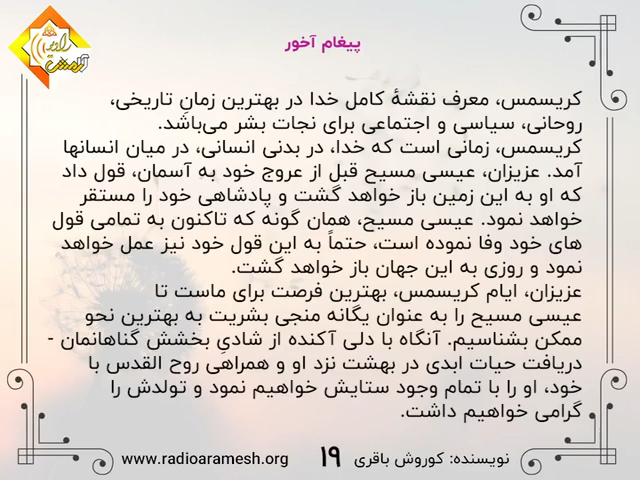 رادیو
آرامش
پیغام آخور
کریسمس، معرف نقشهٔ کامل خدا در بهترین زمانِ تاریخی،
روحانی، سیاسی و اجتماعی برای نجات بشر می‌باشد.
کریسمس، زمانی است که خدا، در بدنی انسانی، در میان انسانها
آمد. عزیزان، عیسی مسیح قبل از عروج خود به آسمان، قول داد
که او به این زمین باز خواهد گشت و پادشاهی خود را مستقر
خواهد نمود. عیسی مسیح، همان گونه که تاکنون به تمامی قول
های خود وفا نموده است، حتماً به این قول خود نیز عمل خواهد
نمود و روزی به این جهان باز خواهد گشت.
عزیزان، ایام کریسمس، بهترین فرصت برای ماست تا
عیسی مسیح را به عنوان یگانه منجی بشریت به بهترین نحو
ممکن بشناسیم. آنگاه با دلی آکنده از شادیِ بخشش گناهانمان -
دریافت حیات ابدی در بهشت نزد او و همراهی روح القدس با
خود، او را با تمام وجود ستایش خواهیم نمود و تولدش را
گرامی خواهیم داشت.
نویسنده: کوروش باقری ۱۹ www.radioaramesh.org